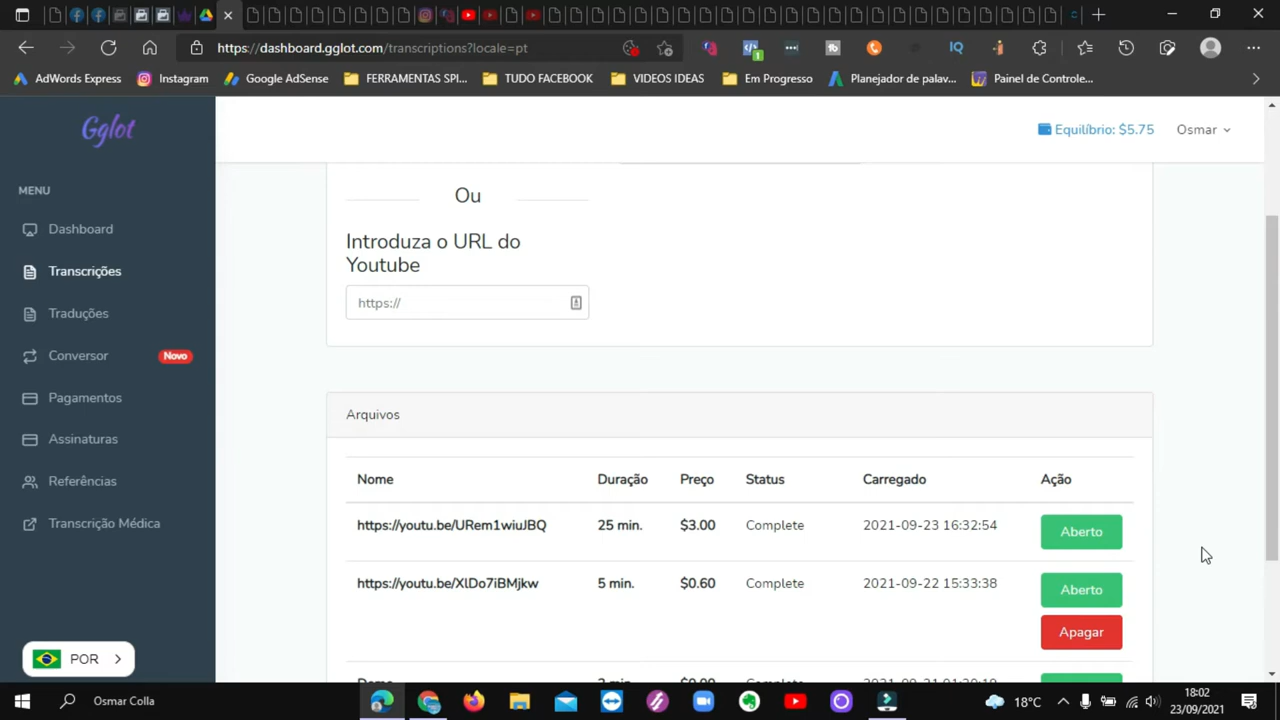 https://dashboard.gglot.com/transcriptions?locale=pt
1
IQ
AdWords Express
Instagram
Google AdSense
FERRAMENTAS SPI...
TUDO FACEBOOK
VIDEOS IDEAS
Em Progresso
Planejador de palav...
Painel de Controle...
Gglot
Equilíbrio: $5.75
Osmar
MENU
Dashboard
Transcrições
Traduções
Conversor
Novo
Pagamentos
Assinaturas
Referências
Transcrição Médica
POR
Ou
Introduza o URL do
Youtube
https://
Arquivos
Nome Duração Preço Status Carregado Ação
https://youtu.be/URem1wiuJBQ 25 min. $3.00 Complete 2021-09-23 16:32:54 Aberto
https://youtu.be/XlDo7iBMjkw 5 min. $0.60 Complete 2021-09-22 15:33:38 Aberto
Apagar
Osmar Colla
18°C
18:02
23/09/2021